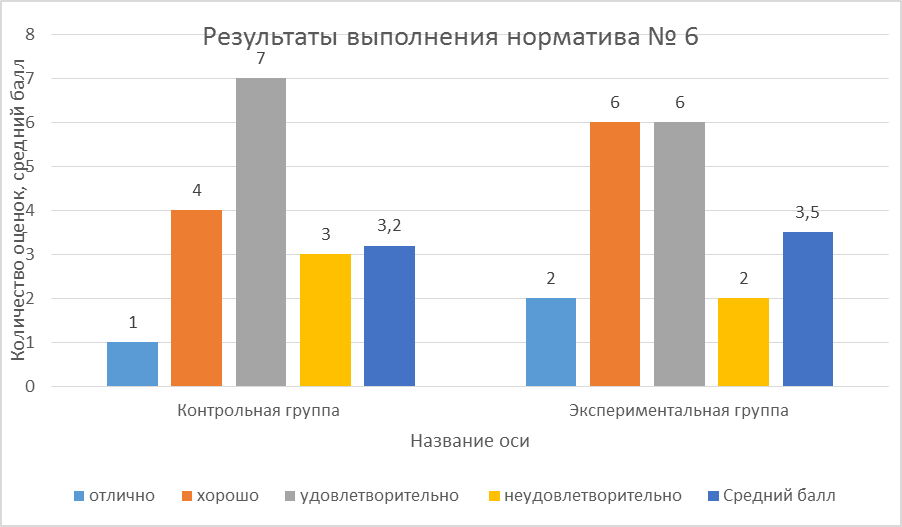 Результаты выполнения норматива № 6
Количество оценок, средний балл
8
7
6
5
4
3
2
1
0
1
4
7
3
3,2
2
6
6
2
3,5
Контрольная группа
Экспериментальная группа
Название оси
отлично
хорошо
удовлетворительно
неудовлетворительно
Средний балл